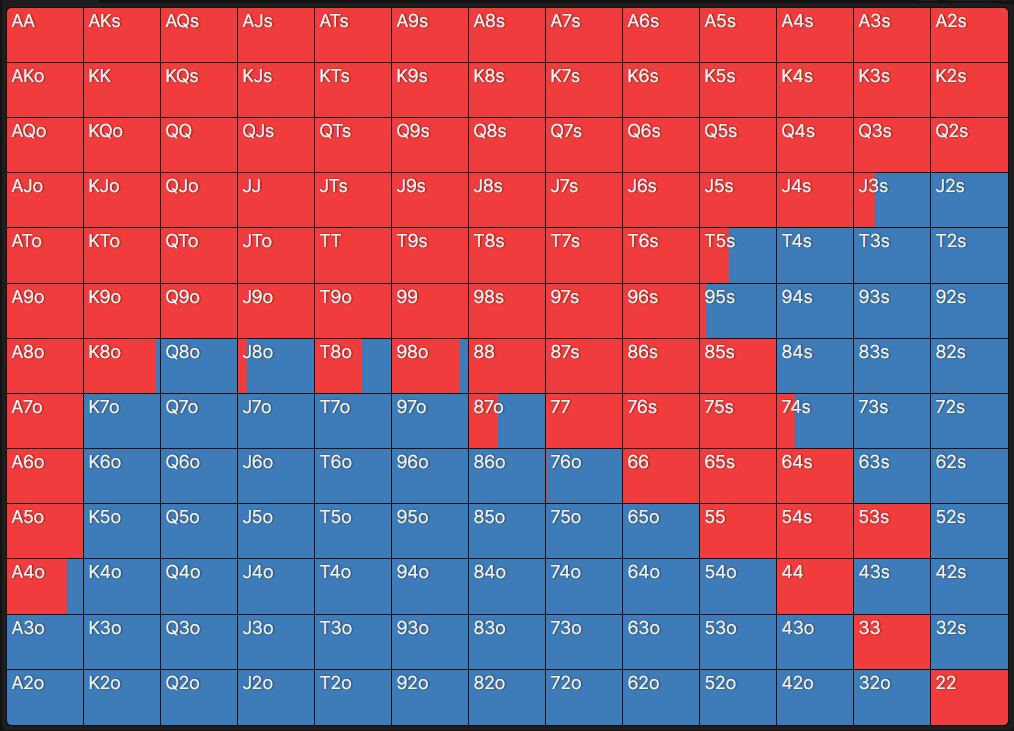 AA AKs AQs AJs ATs A9s A8s A7s A6s A5s A4s A3s A2s
AKo KK KQs KJs KTs K9s K8s K7s K6s K5s K4s K3s K2s
AQo KQo QQ QJs QTs Q9s Q8s Q7s Q6s Q5s Q4s Q3s Q2s
AJo KJo QJo JJ JTs J9s J8s J7s J6s J5s J4s J3s J2s
ATo KTo QTo JTo TT T9s T8s T7s T6s T5s T4s T3s T2s
A9o K9o Q9o J9o T9o 99 98s 97s 96s 95s 94s 93s 92s
A8o K8o Q8o J8o T8o 98o 88 87s 86s 85s 84s 83s 82s
A7o K7o Q7o J7o T7o 97o 87o 77 76s 75s 74s 73s 72s
A6o K6o Q6o J6o T6o 96o 86o 76o 66 65s 64s 63s 62s
A5o K5o Q5o J5o T5o 95o 85o 75o 65o 55 54s 53s 52s
A4o K4o Q4o J4o T4o 94o 84o 74o 64o 54o 44 43s 42s
A3o K3o Q3o J3o T3o 93o 83o 73o 63o 53o 43o 33 32s
A2o K2o Q2o J2o T2o 92o 82o 72o 62o 52o 42o 32o 22